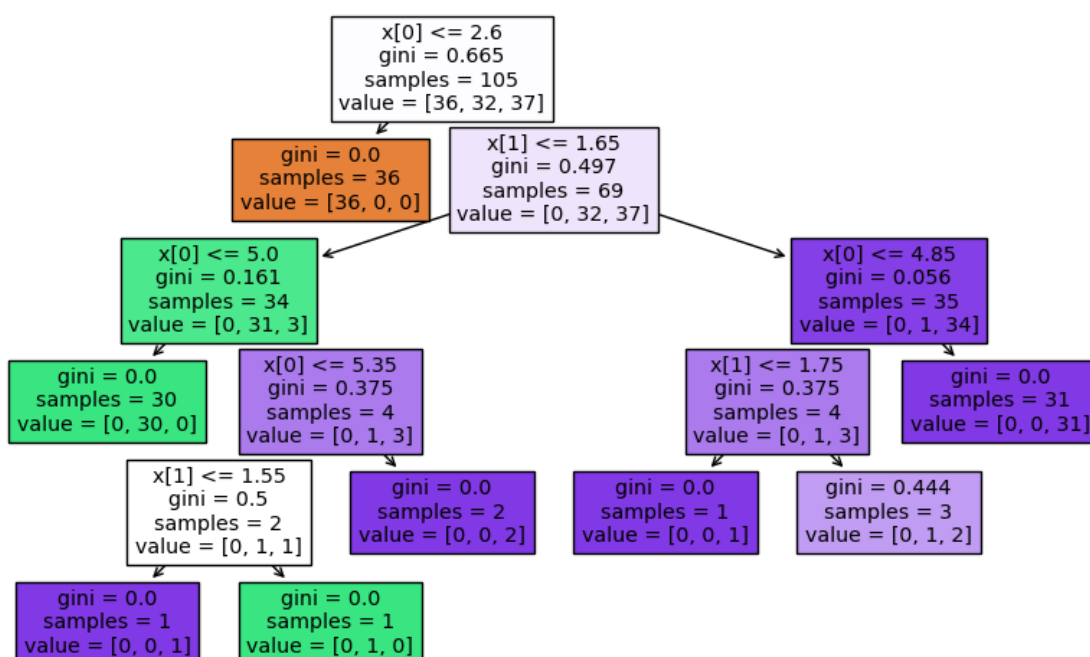 x[0] <= 2.6
gini = 0.665
samples = 105
value = [36, 32, 37]
gini = 0.0
samples = 36
value = [36, 0, 0]
x[1] <= 1.65
gini = 0.497
samples = 69
value = [0, 32, 37]
x[0] <= 5.0
gini = 0.161
samples = 34
value = [0, 31, 3]
x[0] <= 4.85
gini = 0.056
samples = 35
value = [0, 1, 34]
gini = 0.0
samples = 30
value = [0, 30, 0]
x[0] <= 5.35
gini = 0.375
samples = 4
value = [0, 1, 3]
x[1] <= 1.75
gini = 0.375
samples = 4
value = [0, 1, 3]
gini = 0.0
samples = 31
value = [0, 0, 31]
x[1] <= 1.55
gini = 0.5
samples = 2
value = [0, 1, 1]
gini = 0.0
samples = 2
value = [0, 0, 2]
gini = 0.0
samples = 1
value = [0, 0, 1]
gini = 0.444
samples = 3
value = [0, 1, 2]
gini = 0.0
samples = 1
value = [0, 0, 1]
gini = 0.0
samples = 1
value = [0, 1, 0]